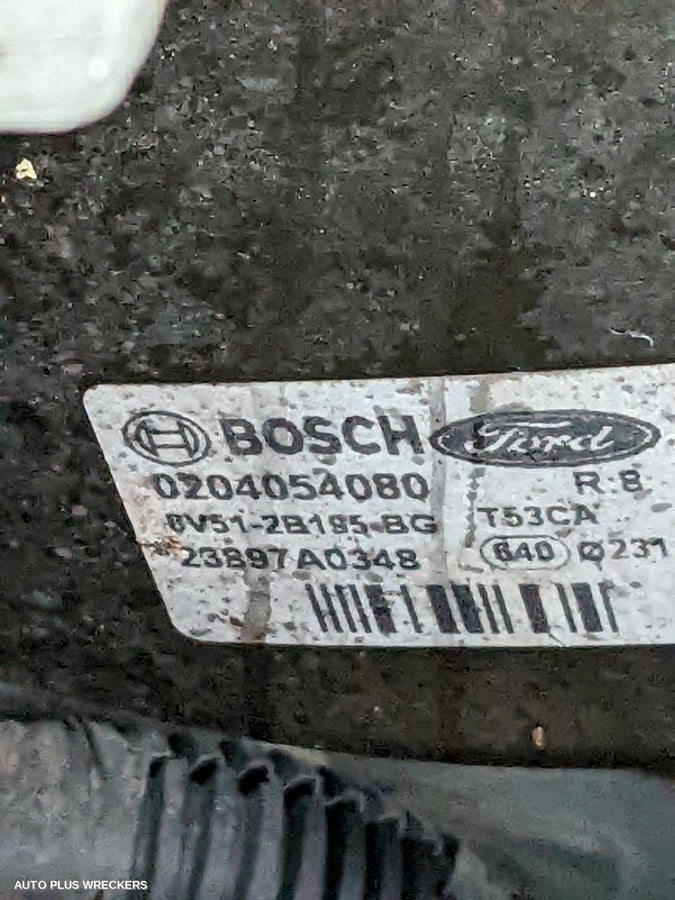 BOSCH Ford
0204054080 R:8
8V51-2B195-BG T53CA
23897A0348 640 Ø231
AUTO PLUS WRECKERS